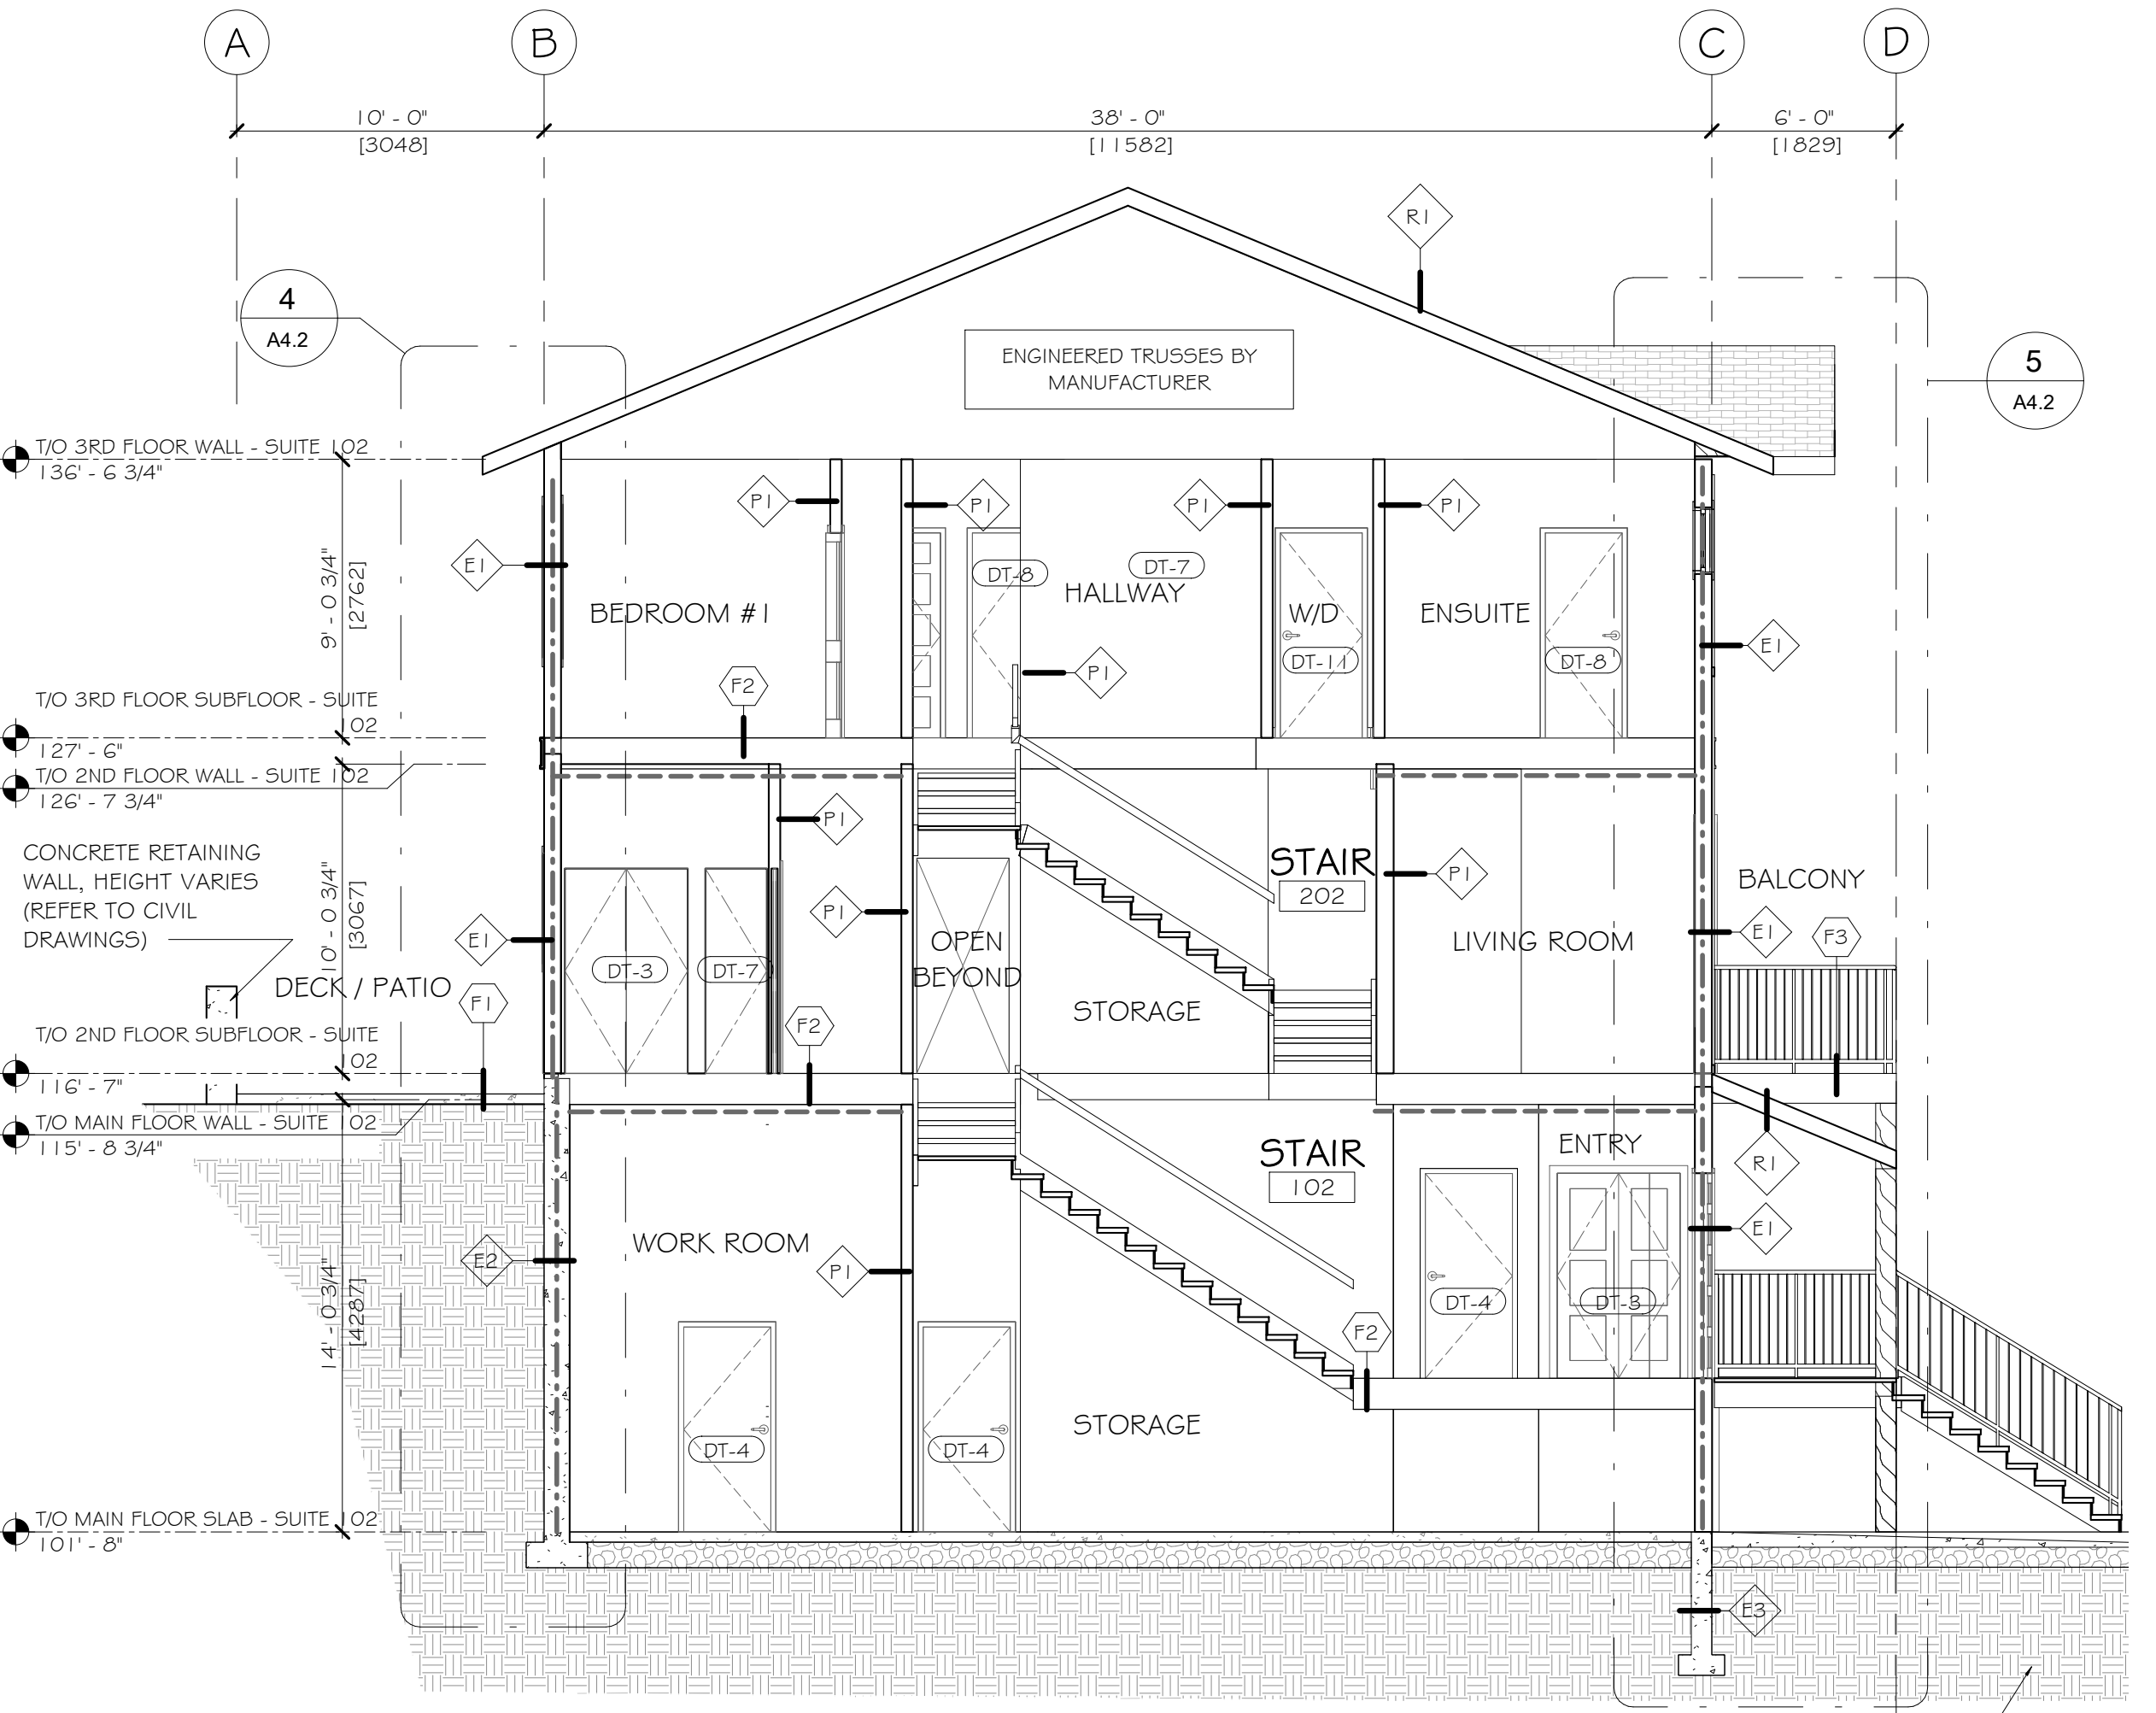 A
B
C
D
10' - 0"
[3048]
38' - 0"
[11582]
6' - 0"
[1829]
R1
4
A4.2
ENGINEERED TRUSSES BY
MANUFACTURER
5
A4.2
T/O 3RD FLOOR WALL - SUITE 102
136' - 6 3/4"
P1
P1
P1
P1
E1
9' - 0 3/4"
[2762]
DT-8
DT-7
HALLWAY
BEDROOM #1
W/D
ENSUITE
DT-11
DT-8
E1
P1
F2
T/O 3RD FLOOR SUBFLOOR - SUITE
102
127' - 6"
T/O 2ND FLOOR WALL - SUITE 102
126' - 7 3/4"
P1
CONCRETE RETAINING
WALL, HEIGHT VARIES
(REFER TO CIVIL
DRAWINGS)
10' - 0 3/4"
[3067]
STAIR
202
P1
BALCONY
P1
E1
OPEN
BEYOND
LIVING ROOM
E1
F3
DT-3
DT-7
DECK / PATIO
F1
STORAGE
F2
T/O 2ND FLOOR SUBFLOOR - SUITE
102
116' - 7"
T/O MAIN FLOOR WALL - SUITE 102
115' - 8 3/4"
STAIR
102
ENTRY
R1
E1
WORK ROOM
E2
P1
14' - 0 3/4"
[4287]
DT-4
DT-3
F2
STORAGE
DT-4
DT-4
T/O MAIN FLOOR SLAB - SUITE 102
101' - 8"
E3